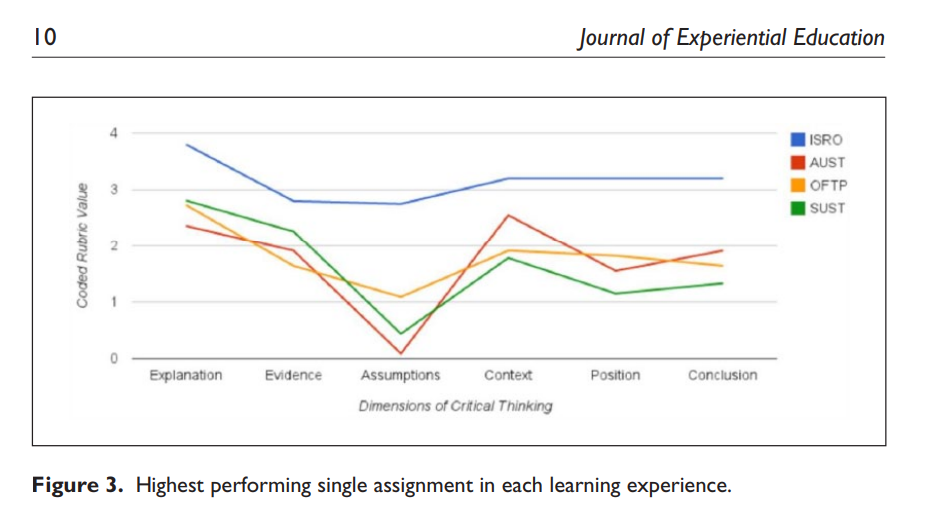 10 Journal of Experiential Education
4
3
2
1
0
Coded Rubric Value
ISRO
AUST
OFTP
SUST
Explanation Evidence Assumptions Context Position Conclusion
Dimensions of Critical Thinking
Figure 3. Highest performing single assignment in each learning experience.